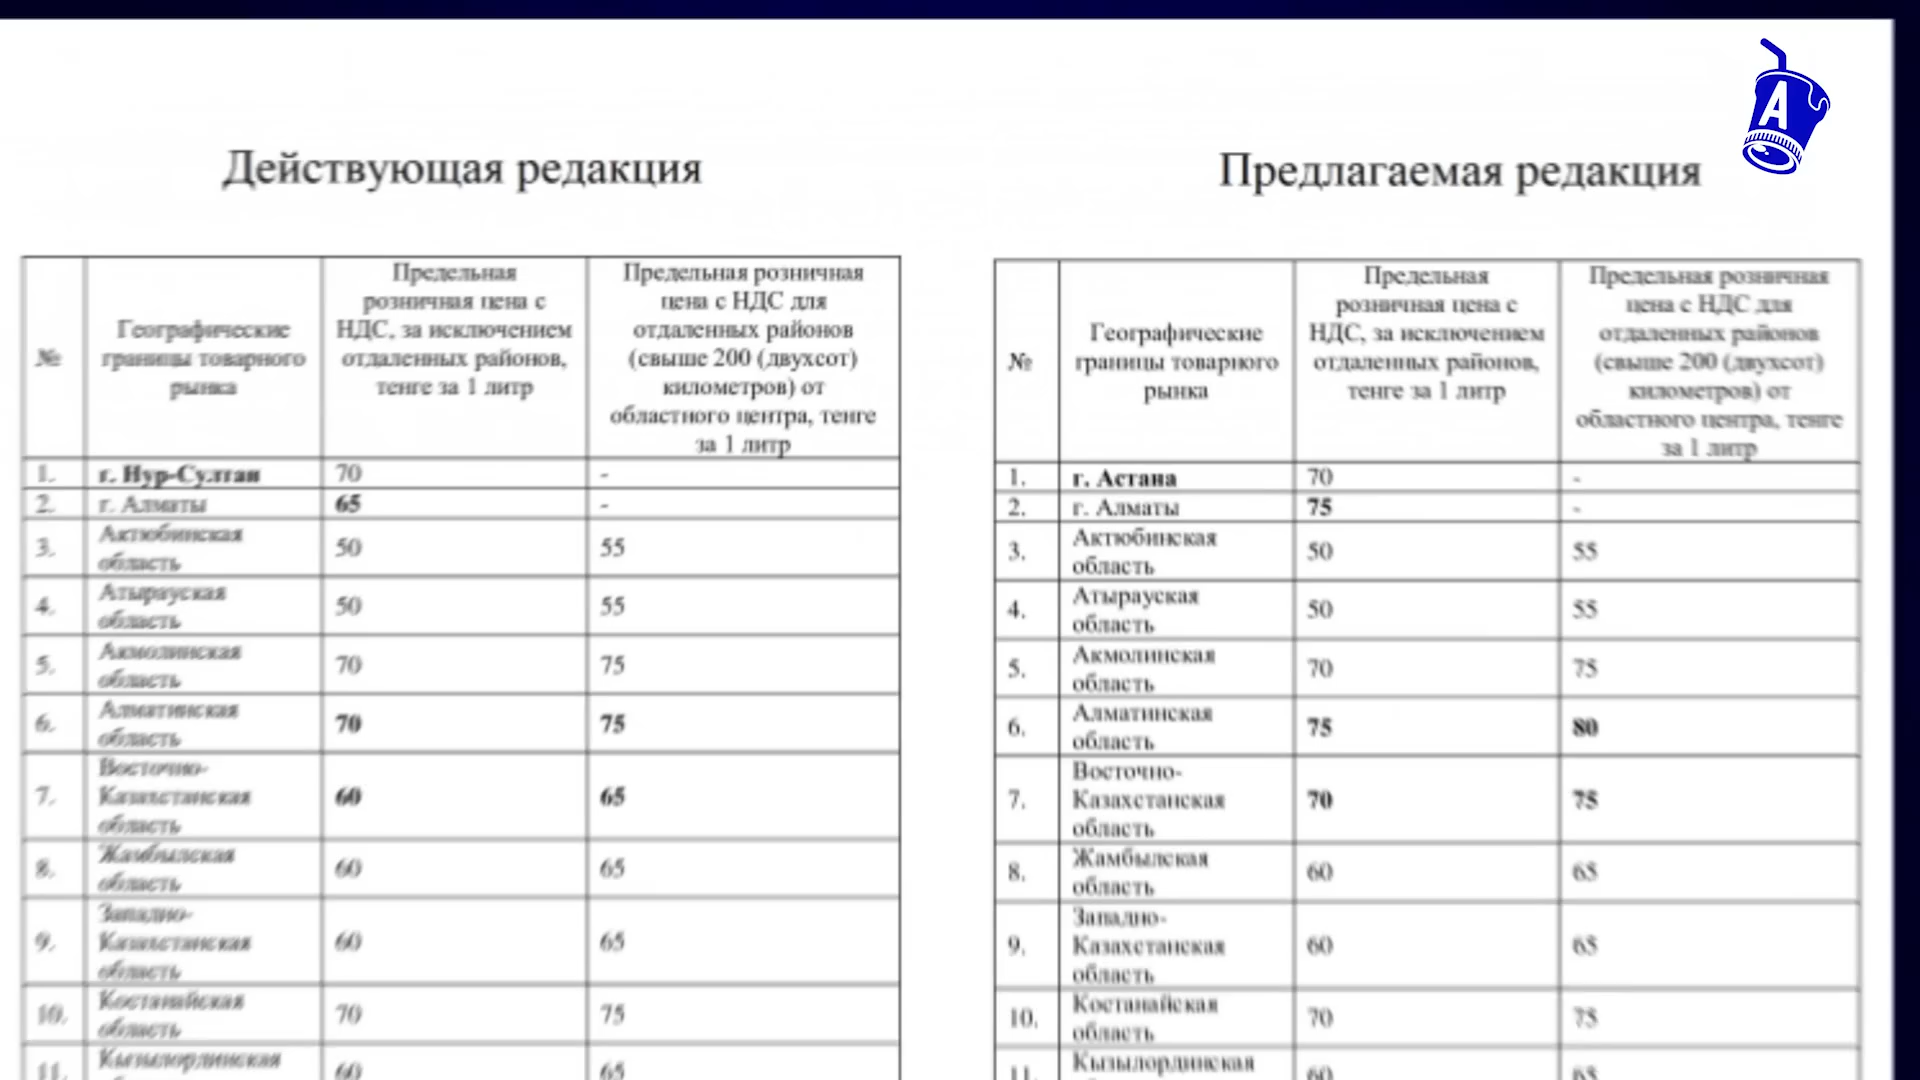 A
Действующая редакция
№
Географические
границы товарного
рынка
Предельная
розничная цена с
НДС, за исключением
отдаленных районов,
тенге за 1 литр
Предельная розничная
цена с НДС для
отдаленных районов
(свыше 200 (двухсот)
километров) от
областного центра, тенге
за 1 литр
1. г. Нур-Султан 70 -
2. г. Алматы 65 -
3. Актюбинская
область 50 55
4. Атырауская
область 50 55
5. Акмолинская
область 70 75
6. Алматинская
область 70 75
7. Восточно-
Казахстанская
область 60 65
8. Жамбылская
область 60 65
9. Западно-
Казахстанская
область 60 65
10. Костанайская
область 70 75
11. Кызылординская 60 65
Предлагаемая редакция
№
Географические
границы товарного
рынка
Предельная
розничная цена с
НДС, за исключением
отдаленных районов,
тенге за 1 литр
Предельная розничная
цена с НДС для
отдаленных районов
(свыше 200 (двухсот)
километров) от
областного центра, тенге
за 1 литр
1. г. Астана 70 -
2. г. Алматы 75 -
3. Актюбинская
область 50 55
4. Атырауская
область 50 55
5. Акмолинская
область 70 75
6. Алматинская
область 75 80
7. Восточно-
Казахстанская
область 70 75
8. Жамбылская
область 60 65
9. Западно-
Казахстанская
область 60 65
10. Костанайская
область 70 75
11. Кызылординская 60 65